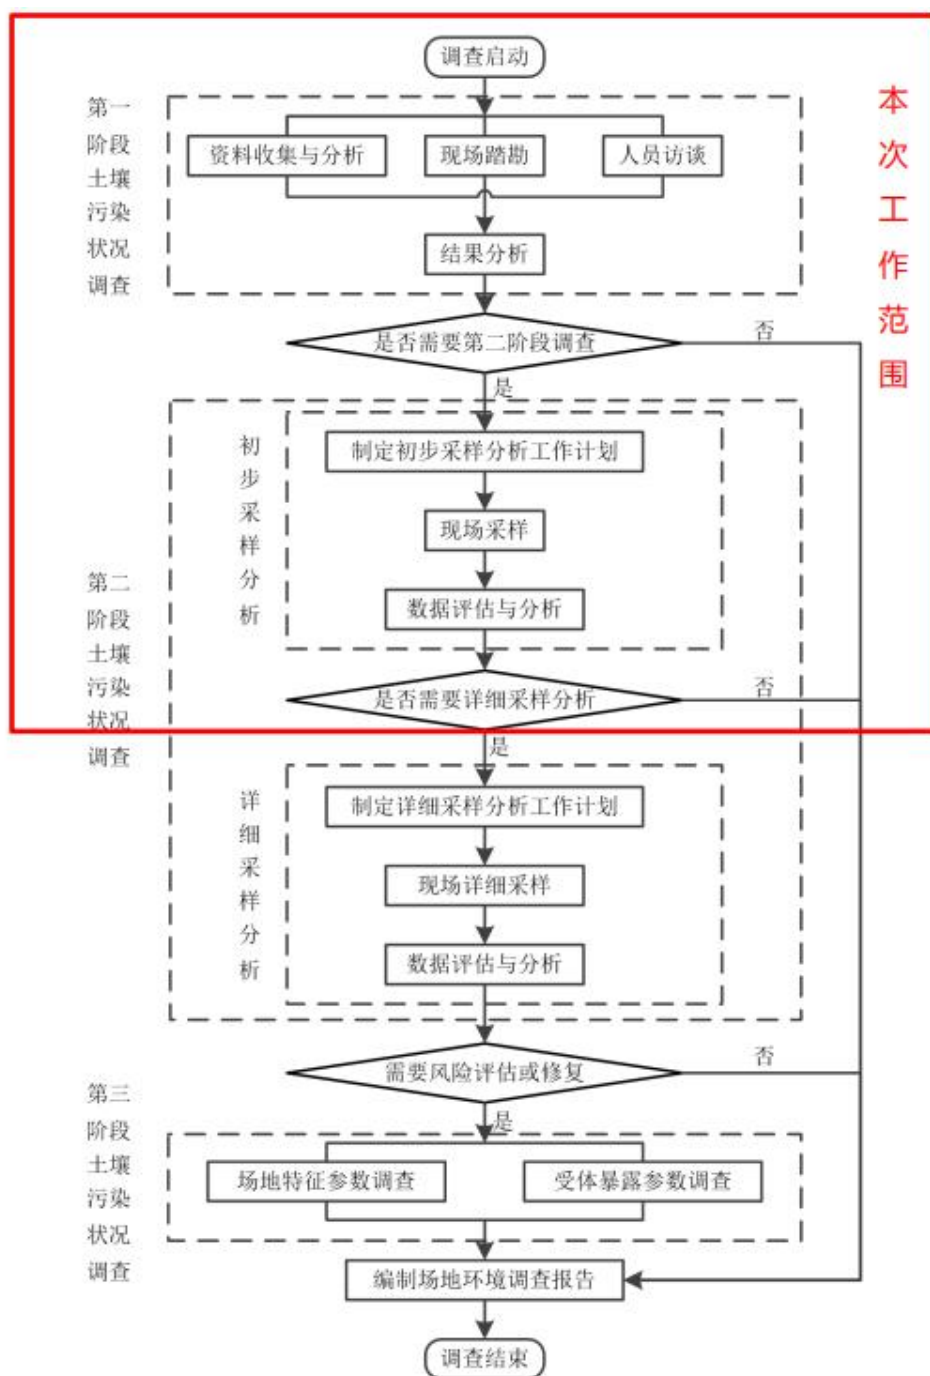 调查启动
本次工作范围
第一阶段土壤污染状况调查
资料收集与分析
现场踏勘
人员访谈
结果分析
是否需要第二阶段调查
否
是
第二阶段土壤污染状况调查
初步采样分析
制定初步采样分析工作计划
现场采样
数据评估与分析
是否需要详细采样分析
否
是
详细采样分析
制定详细采样分析工作计划
现场详细采样
数据评估与分析
需要风险评估或修复
否
是
第三阶段土壤污染状况调查
场地特征参数调查
受体暴露参数调查
编制场地环境调查报告
调查结束